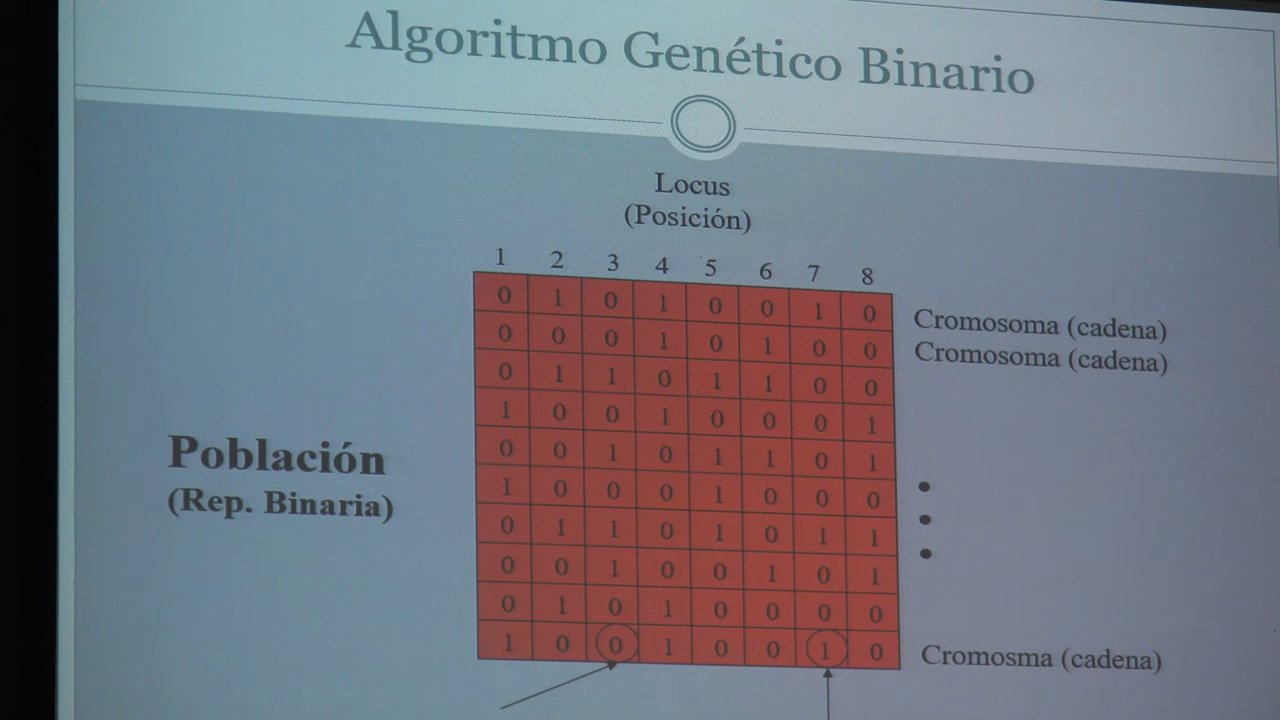 Algoritmo Genético Binario
Locus
(Posición)
1 2 3 4 5 6 7 8
0 1 0 1 0 0 1 0 Cromosoma (cadena)
0 0 0 1 0 1 0 0 Cromosoma (cadena)
0 1 1 0 1 1 0 0
1 0 0 1 0 0 0 1
0 0 1 0 1 1 0 1
1 0 0 0 1 0 0 0
0 1 1 0 1 0 1 1
0 0 1 0 0 1 0 1
0 1 0 1 0 0 0 0
1 0 0 1 0 0 1 0 Cromosma (cadena)
Población
(Rep. Binaria)